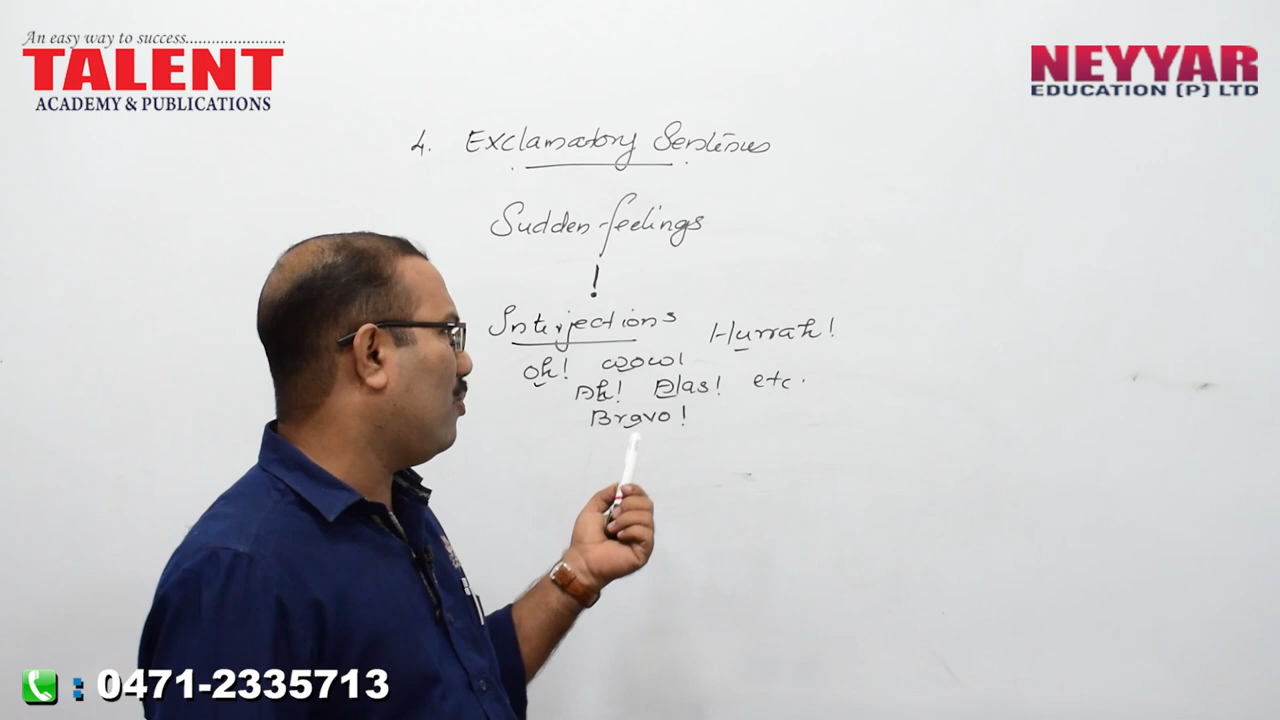 An easy way to success.......................
TALENT
ACADEMY & PUBLICATIONS
NEYYAR
EDUCATION (P) LTD
4. Exclamatory Sentences
Sudden feelings
!
Interjections Hurrah!
Oh! wow!
Ah! Alas! etc.
Bravo!
: 0471-2335713